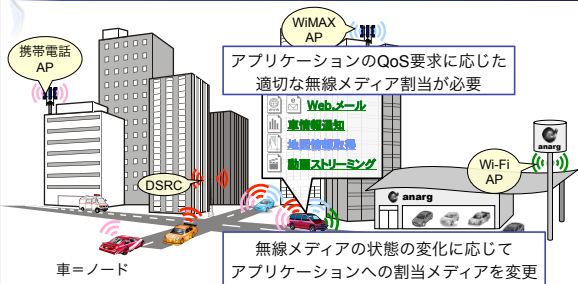 WiMAX
AP
携帯電話
AP
アプリケーションのQoS要求に応じた
適切な無線メディア割当が必要
Web,メール
車情報通知
地図情報取得
動画ストリーミング
DSRC
anarg
Wi-Fi
AP
anarg
無線メディアの状態の変化に応じて
アプリケーションへの割当メディアを変更
車＝ノード